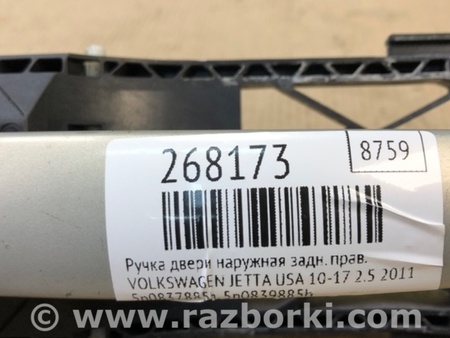 268173
8759
Ручка двери наружная задн. прав.
VOLKSWAGEN JETTA USA 10-17 2.5 2011
5n0837885j, 5n0839885h
www.razborki.com